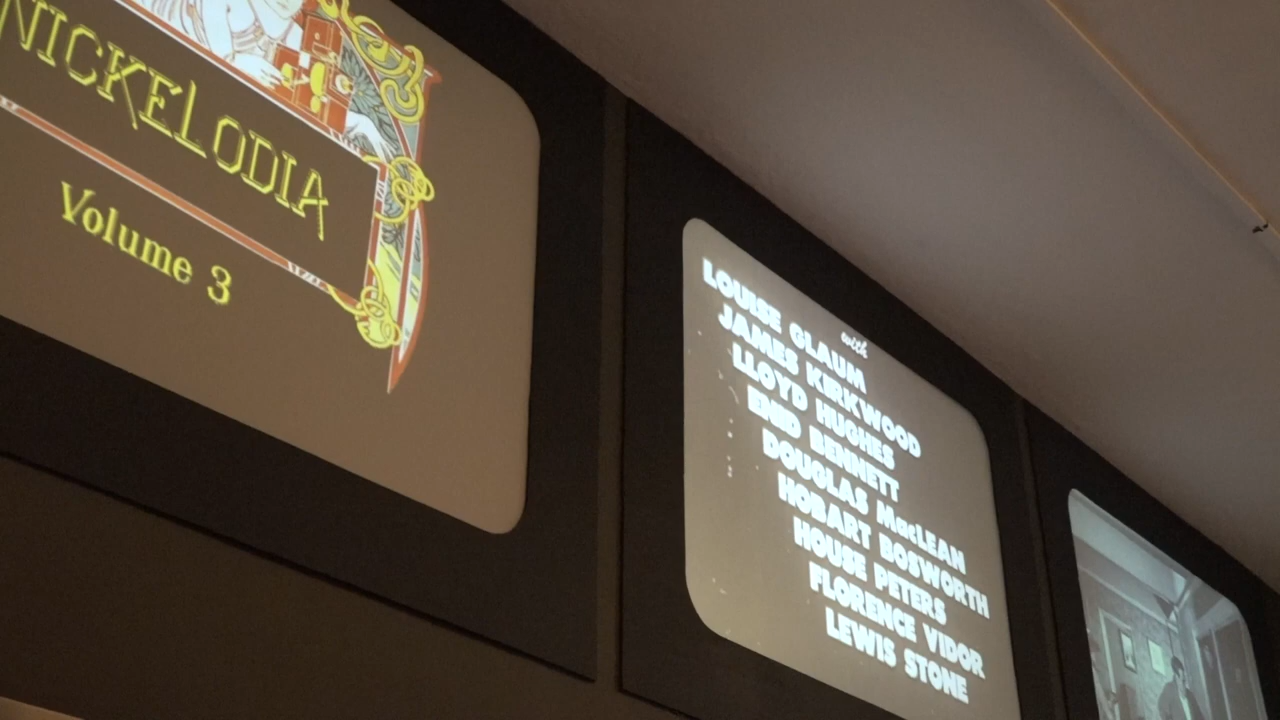 NICKELODIA
Volume 3
with
LOUISE GLAUM
JAMES KIRKWOOD
LLOYD HUGHES
ENID BENNETT
DOUGLAS MacLEAN
HOBART BOSWORTH
HOUSE PETERS
FLORENCE VIDOR
LEWIS STONE